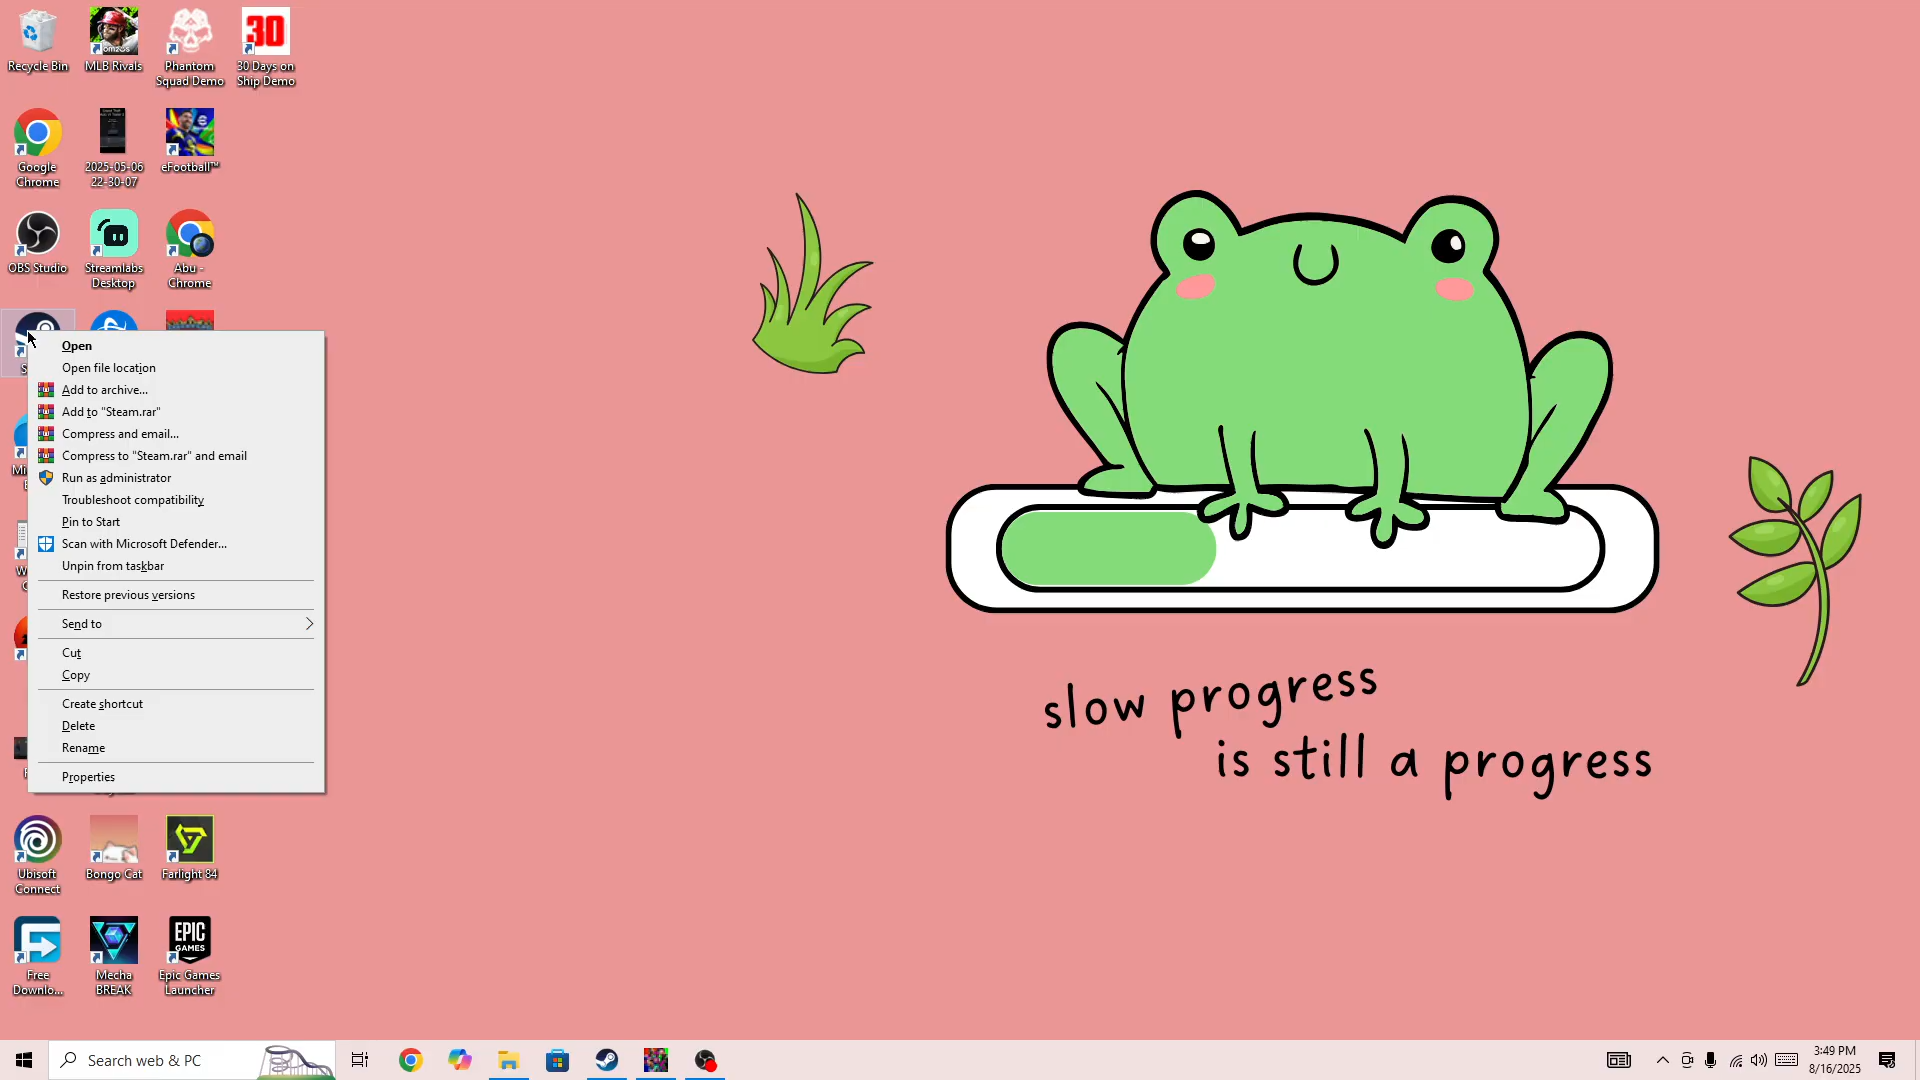 Recycle Bin
MLB Rivals
Phantom
Squad Demo
30
30 Days on
Ship Demo
Google
Chrome
2025-05-06
22-30-07
eFootball™
OBS Studio
Streamlabs
Desktop
Abu -
Chrome
Open
Open file location
Add to archive...
Add to "Steam.rar"
Compress and email...
Compress to "Steam.rar" and email
Run as administrator
Troubleshoot compatibility
Pin to Start
Scan with Microsoft Defender...
Unpin from taskbar
Restore previous versions
Send to
Cut
Copy
Create shortcut
Delete
Rename
Properties
Ubisoft
Connect
Bongo Cat
Farlight 84
Free
Downlo...
Mecha
BREAK
EPIC
GAMES
Epic Games
Launcher
slow progress
is still a progress
Search web & PC
3:49 PM
8/16/2025